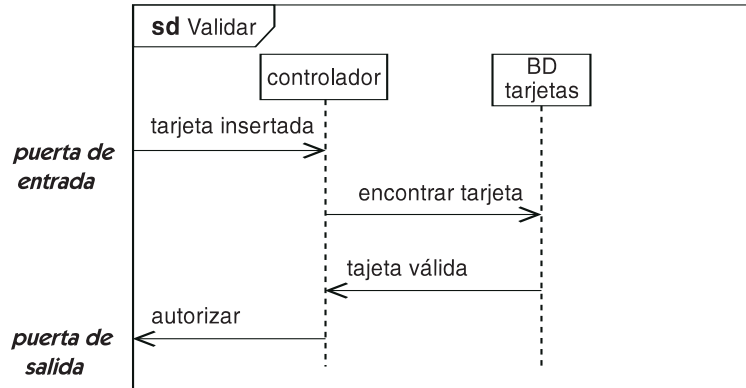 sd Validar
controlador
BD
tarjetas
tarjeta insertada
puerta de
entrada
encontrar tarjeta
tajeta válida
autorizar
puerta de
salida